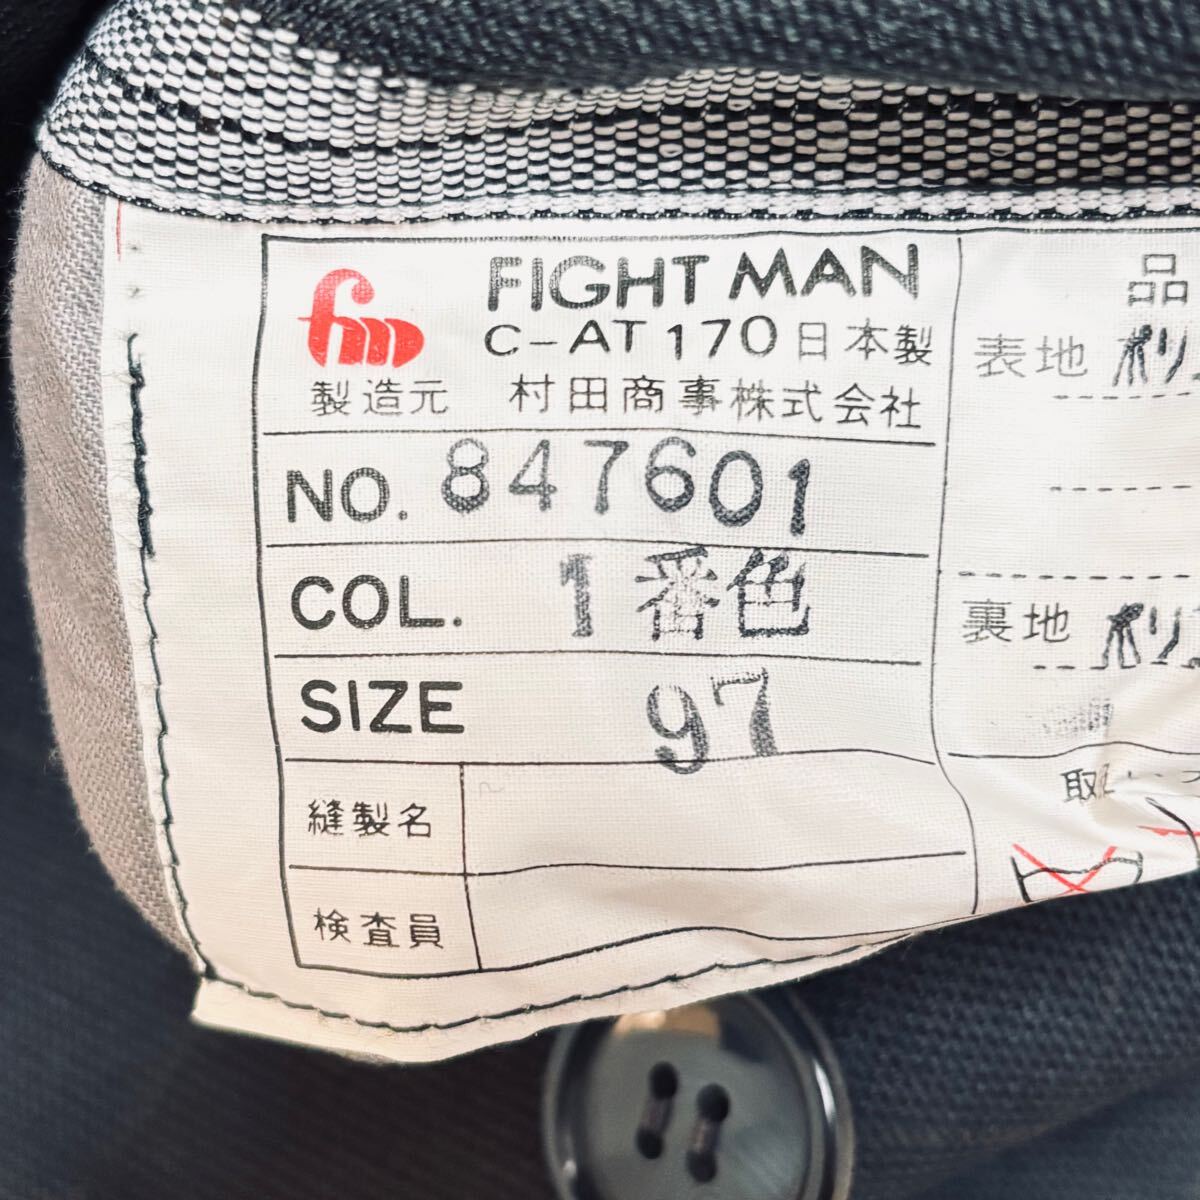 fm
FIGHT MAN
C-AT 170 日本製
製造元 村田商事株式会社
NO. 847601
COL. 1番色
SIZE 97
縫製名
検査員
品
表地 ポリ
裏地 ポリ
取